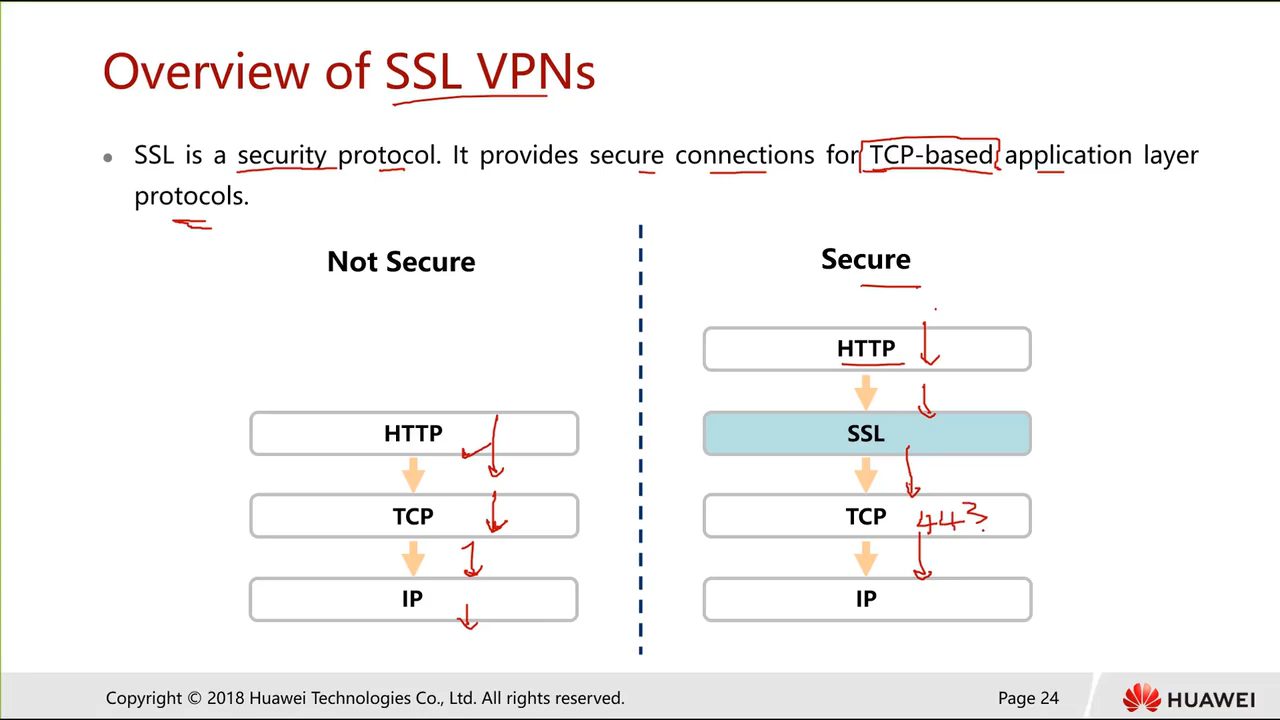 Overview of SSL VPNs
SSL is a security protocol. It provides secure connections for TCP-based application layer
protocols.
Not Secure
HTTP
TCP
IP
Secure
HTTP
SSL
TCP 443
IP
Copyright © 2018 Huawei Technologies Co., Ltd. All rights reserved.
Page 24
HUAWEI